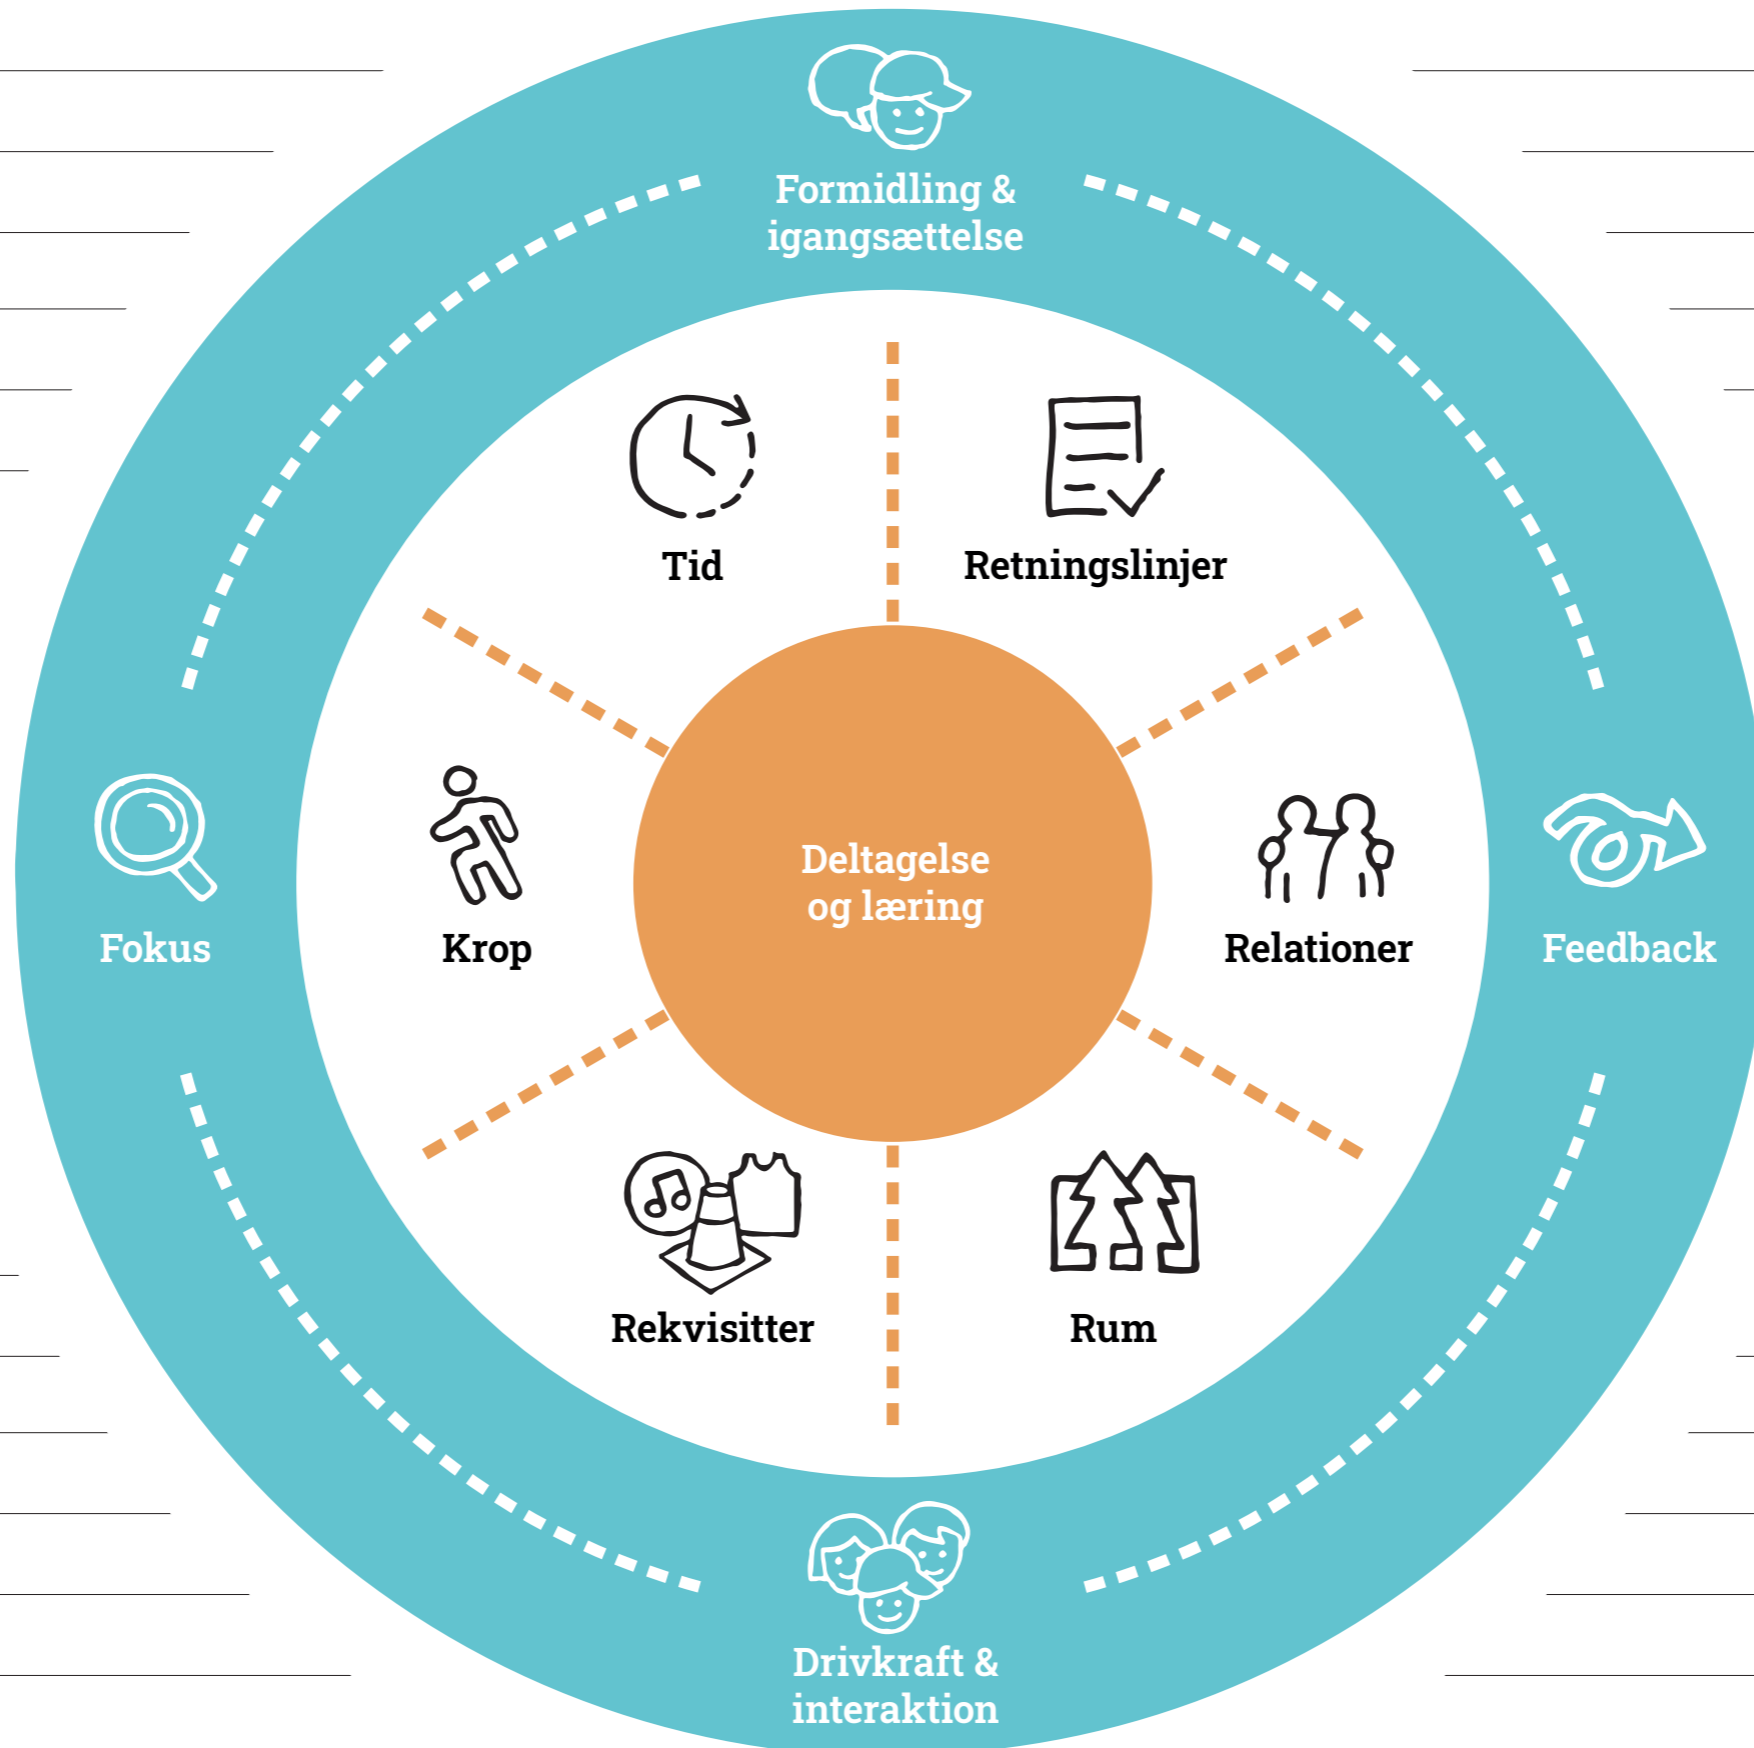 Formidling &
igangsættelse
Tid
Retningslinjer
Fokus
Krop
Deltagelse
og læring
Relationer
Feedback
Rekvisitter
Rum
Drivkraft &
interaktion